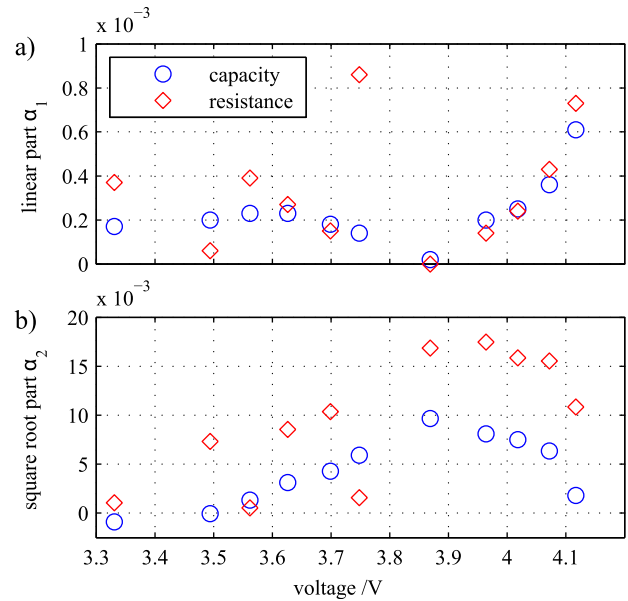 x 10⁻³
a)
1
0.8
0.6
0.4
0.2
0
linear part α₁
capacity
resistance
x 10⁻³
b)
20
15
10
5
0
square root part α₂
3.3 3.4 3.5 3.6 3.7 3.8 3.9 4 4.1
voltage /V